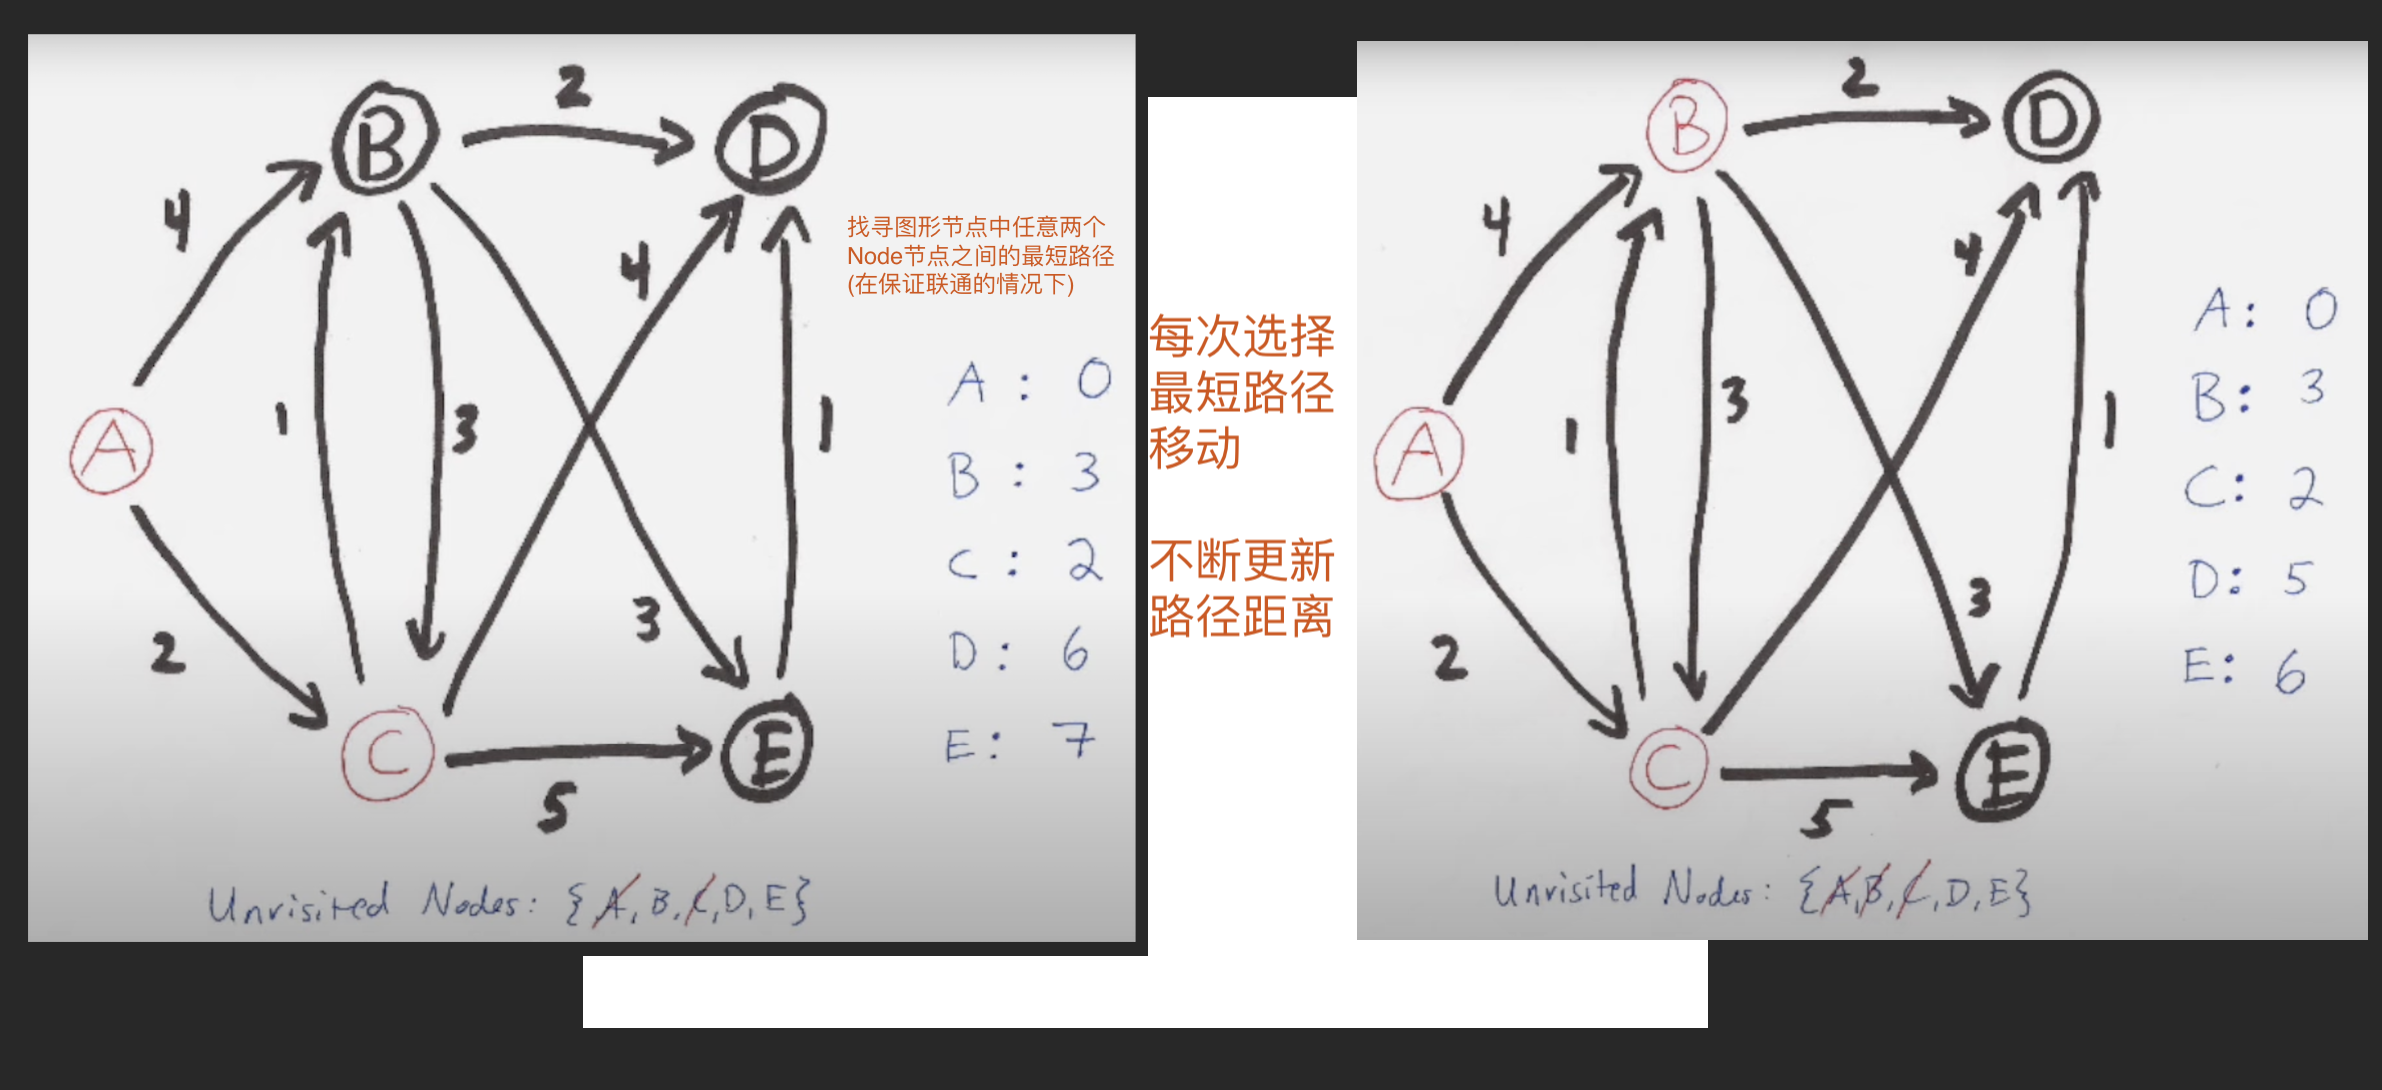 2
B
D
4
找寻图形节点中任意两个
Node节点之间的最短路径
(在保证联通的情况下)
4
1
3
1
A
2
3
C
E
5
A : 0
B : 3
C : 2
D : 6
E : 7
Unvisited Nodes: {A, B, C, D, E}
每次选择
最短路径
移动
不断更新
路径距离
2
B
D
4
4
1
3
1
A
2
3
C
E
5
A: 0
B: 3
C: 2
D: 5
E: 6
Unvisited Nodes: {A, B, C, D, E}